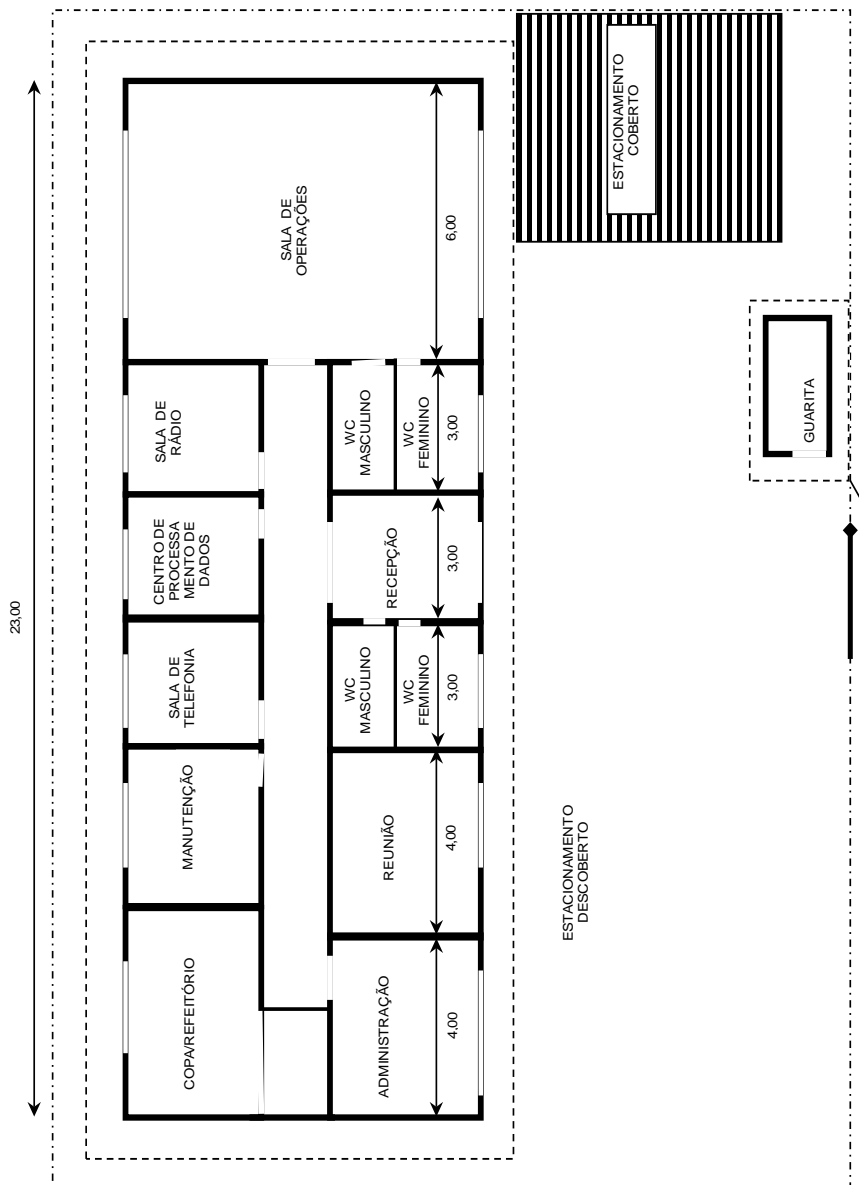 23,00
SALA DE
OPERAÇÕES
6,00
ESTACIONAMENTO
COBERTO
SALA DE
RÁDIO
WC
MASCULINO
WC
FEMININO
3,00
GUARITA
CENTRO DE
PROCESSA
MENTO DE
DADOS
RECEPÇÃO
3,00
SALA DE
TELEFONIA
WC
MASCULINO
WC
FEMININO
3,00
MANUTENÇÃO
REUNIÃO
4,00
ESTACIONAMENTO
DESCOBERTO
COPA/REFEITÓRIO
ADMINISTRAÇÃO
4,00